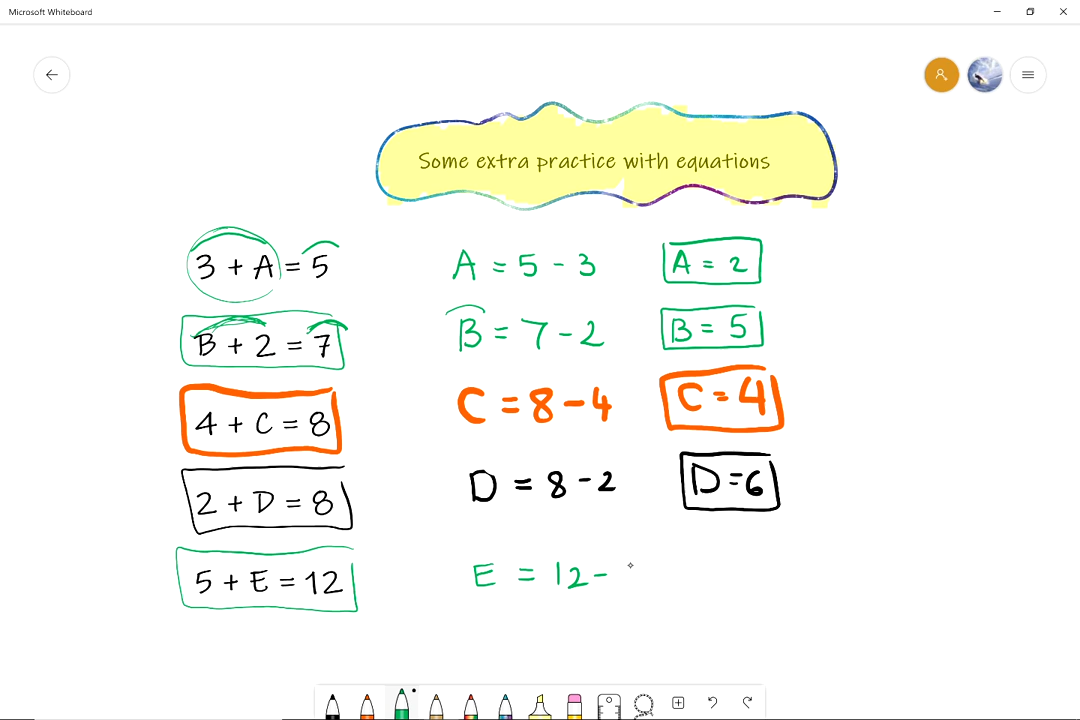 Microsoft Whiteboard
Some extra practice with equations
3 + A = 5 A = 5 - 3 A = 2
B + 2 = 7 B = 7 - 2 B = 5
4 + C = 8 C = 8 - 4 C = 4
2 + D = 8 D = 8 - 2 D = 6
5 + E = 12 E = 12 -